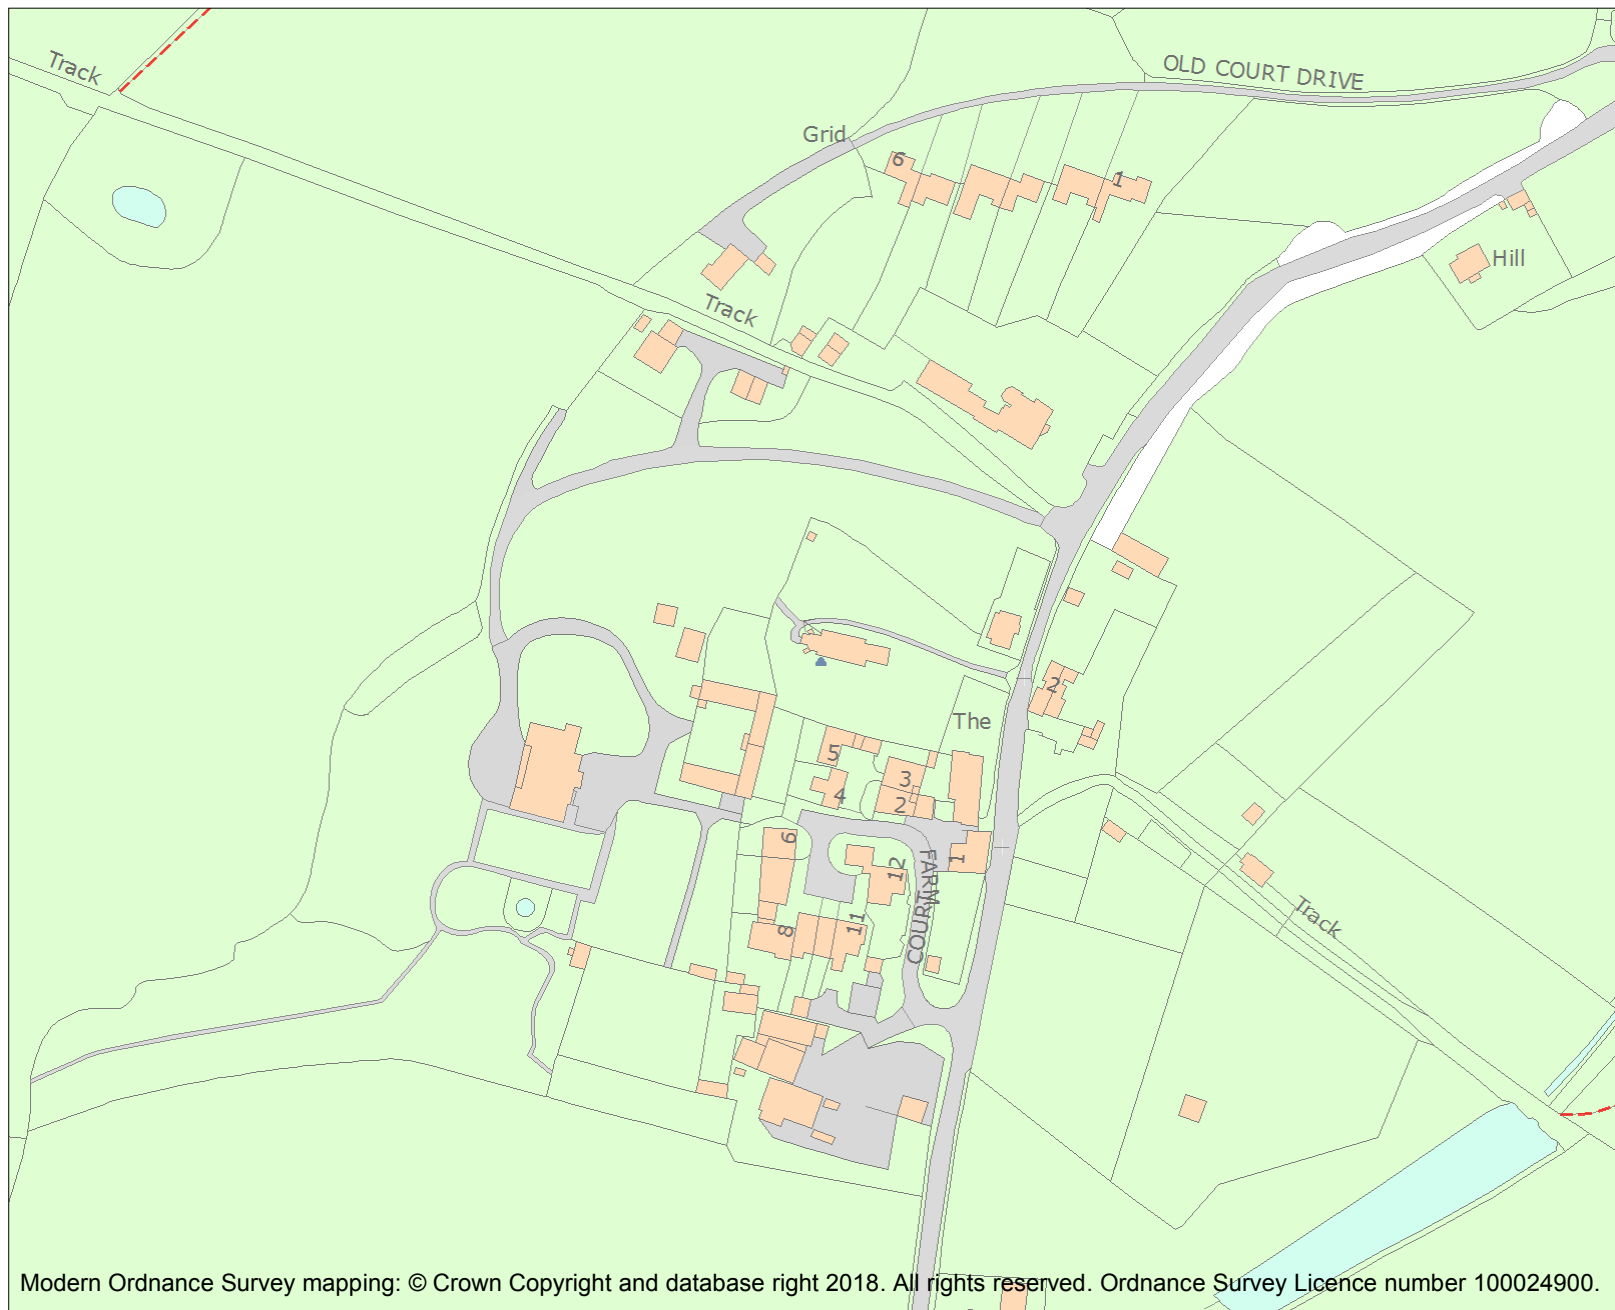 Track
OLD COURT DRIVE
Grid
6
1
Hill
Track
2
The
5
3
4
2
6
12
1
FARM
COURT
11
8
Track
Modern Ordnance Survey mapping: © Crown Copyright and database right 2018. All rights reserved. Ordnance Survey Licence number 100024900.